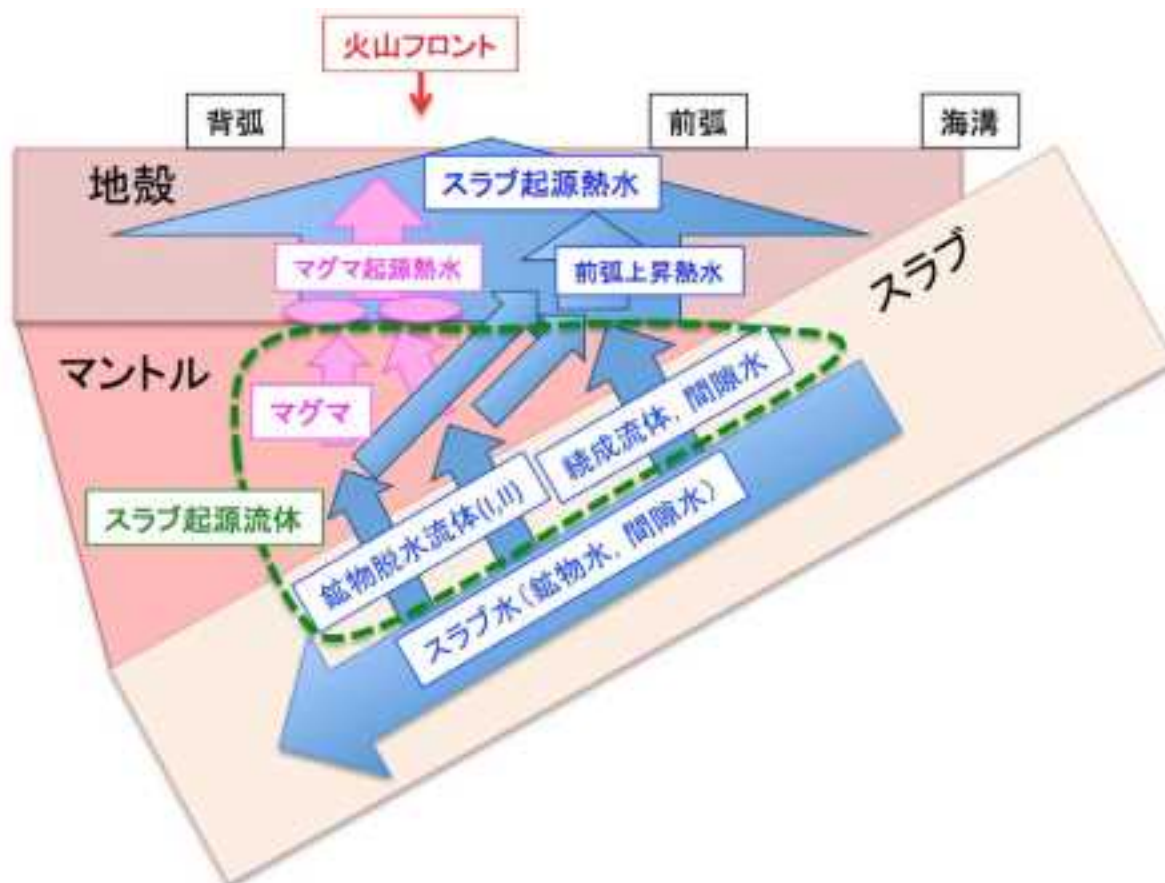 火山フロント
背弧
前弧
海溝
地殻
スラブ起源熱水
マグマ起源熱水
前弧上昇熱水
スラブ
マントル
マグマ
続成流体, 間隙水
スラブ起源流体
鉱物脱水流体(I,II)
スラブ水(鉱物水, 間隙水)